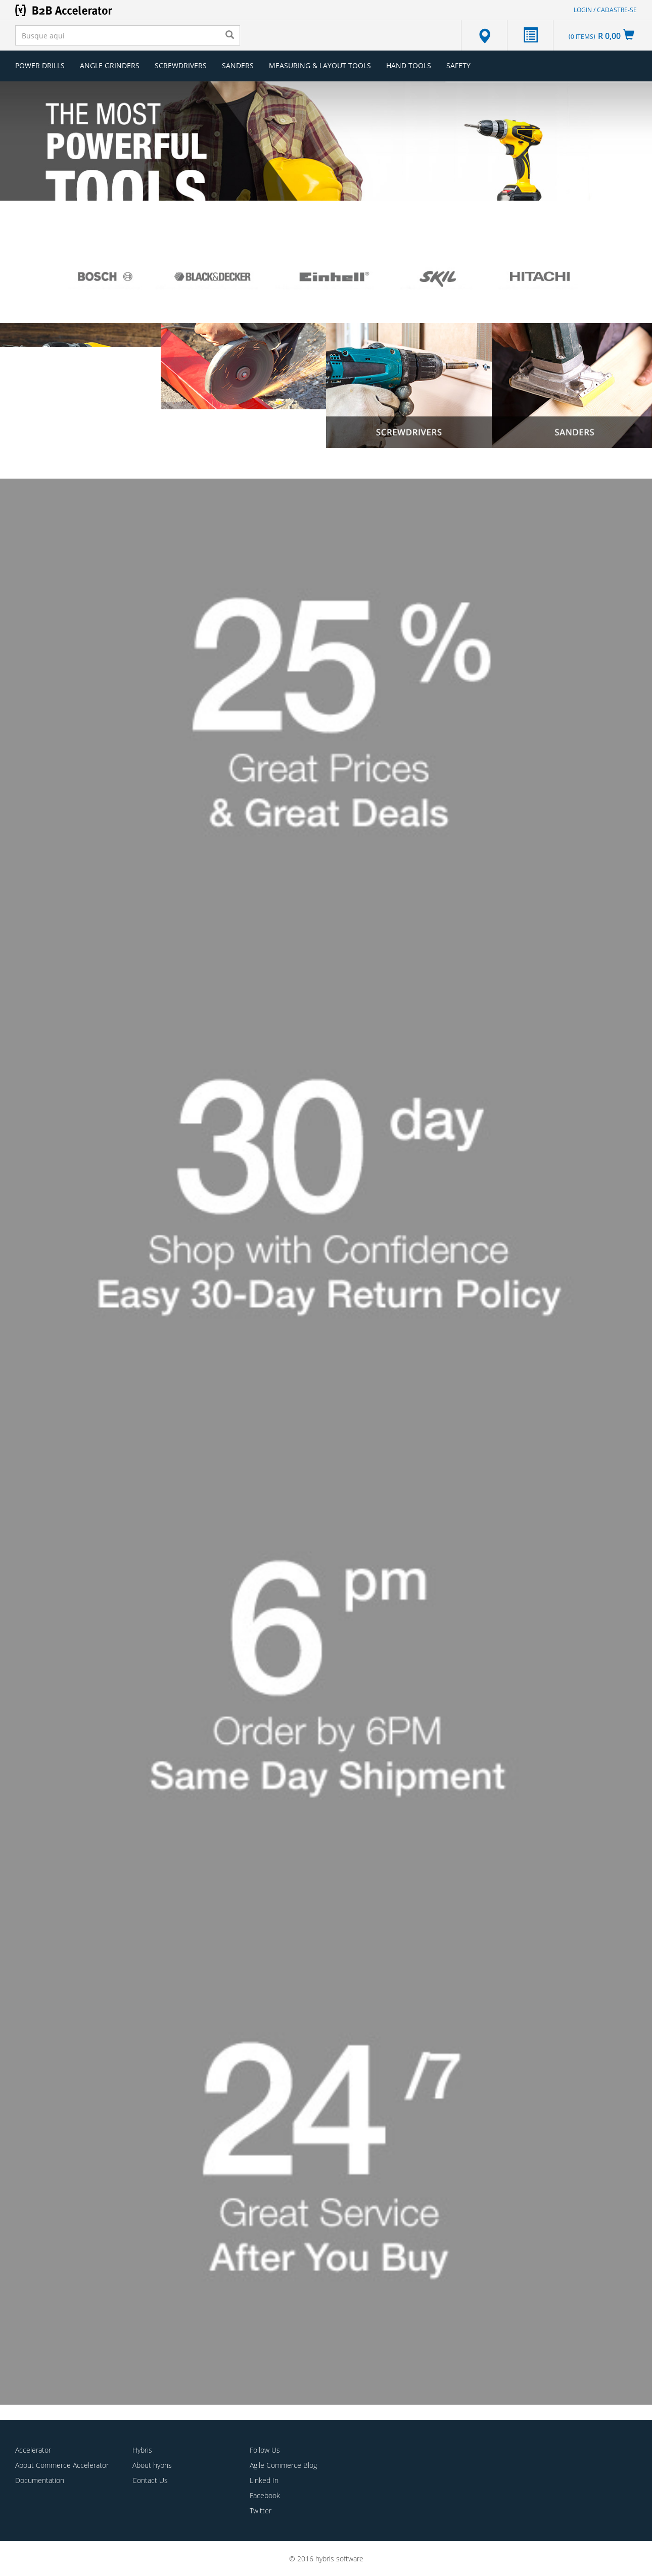 B2B Accelerator
LOGIN / CADASTRE-SE
Busque aqui
(0 ITEMS) R 0,00
POWER DRILLS ANGLE GRINDERS SCREWDRIVERS SANDERS MEASURING & LAYOUT TOOLS HAND TOOLS SAFETY
THE MOST
POWERFUL
TOOLS
BOSCH BLACK&DECKER Einhell® SKIL HITACHI
SCREWDRIVERS SANDERS
25 %
Great Prices
& Great Deals
30 day
Shop with Confidence
Easy 30-Day Return Policy
6 pm
Order by 6PM
Same Day Shipment
24 /7
Great Service
After You Buy
Accelerator
About Commerce Accelerator
Documentation
Hybris
About hybris
Contact Us
Follow Us
Agile Commerce Blog
Linked In
Facebook
Twitter
© 2016 hybris software